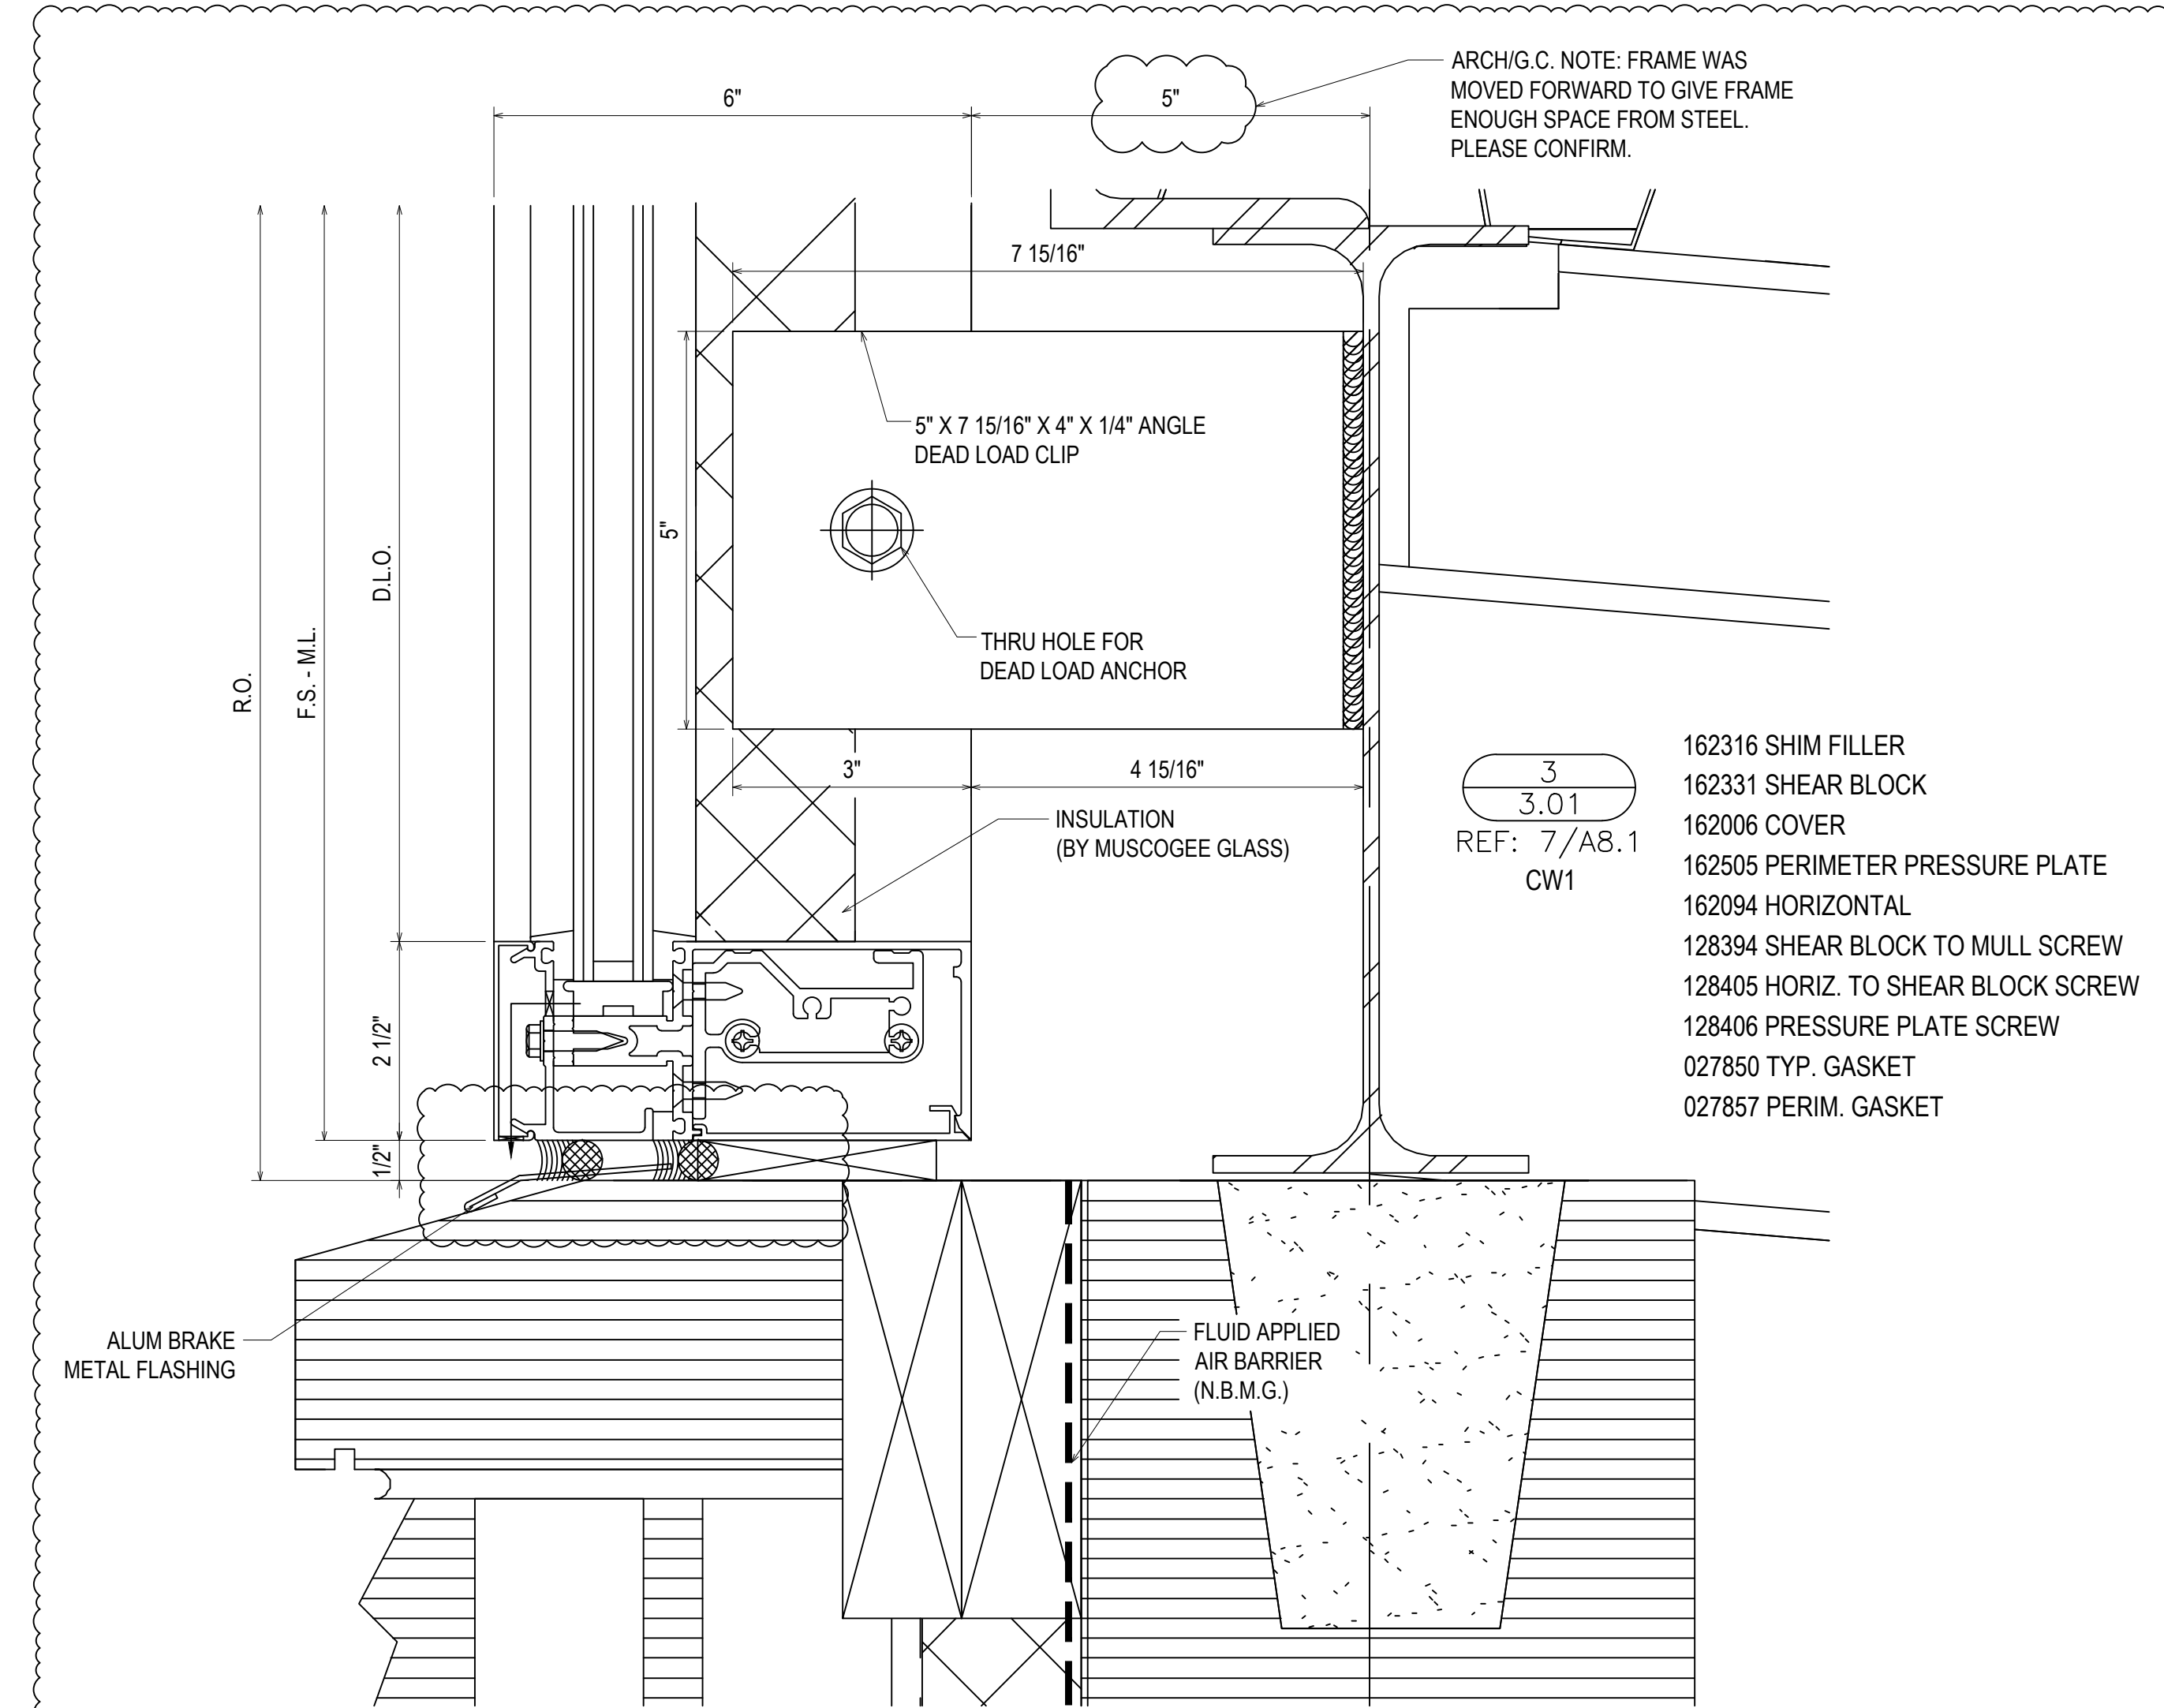 ARCH/G.C. NOTE: FRAME WAS
MOVED FORWARD TO GIVE FRAME
ENOUGH SPACE FROM STEEL.
PLEASE CONFIRM.
6"
5"
7 15/16"
5" X 7 15/16" X 4" X 1/4" ANGLE
DEAD LOAD CLIP
5"
D.L.O.
THRU HOLE FOR
DEAD LOAD ANCHOR
F.S. - M.L.
R.O.
3"
4 15/16"
INSULATION
(BY MUSCOGEE GLASS)
3
3.01
REF: 7/A8.1
CW1
162316 SHIM FILLER
162331 SHEAR BLOCK
162006 COVER
162505 PERIMETER PRESSURE PLATE
162094 HORIZONTAL
128394 SHEAR BLOCK TO MULL SCREW
128405 HORIZ. TO SHEAR BLOCK SCREW
128406 PRESSURE PLATE SCREW
027850 TYP. GASKET
027857 PERIM. GASKET
2 1/2"
1/2"
ALUM BRAKE
METAL FLASHING
FLUID APPLIED
AIR BARRIER
(N.B.M.G.)